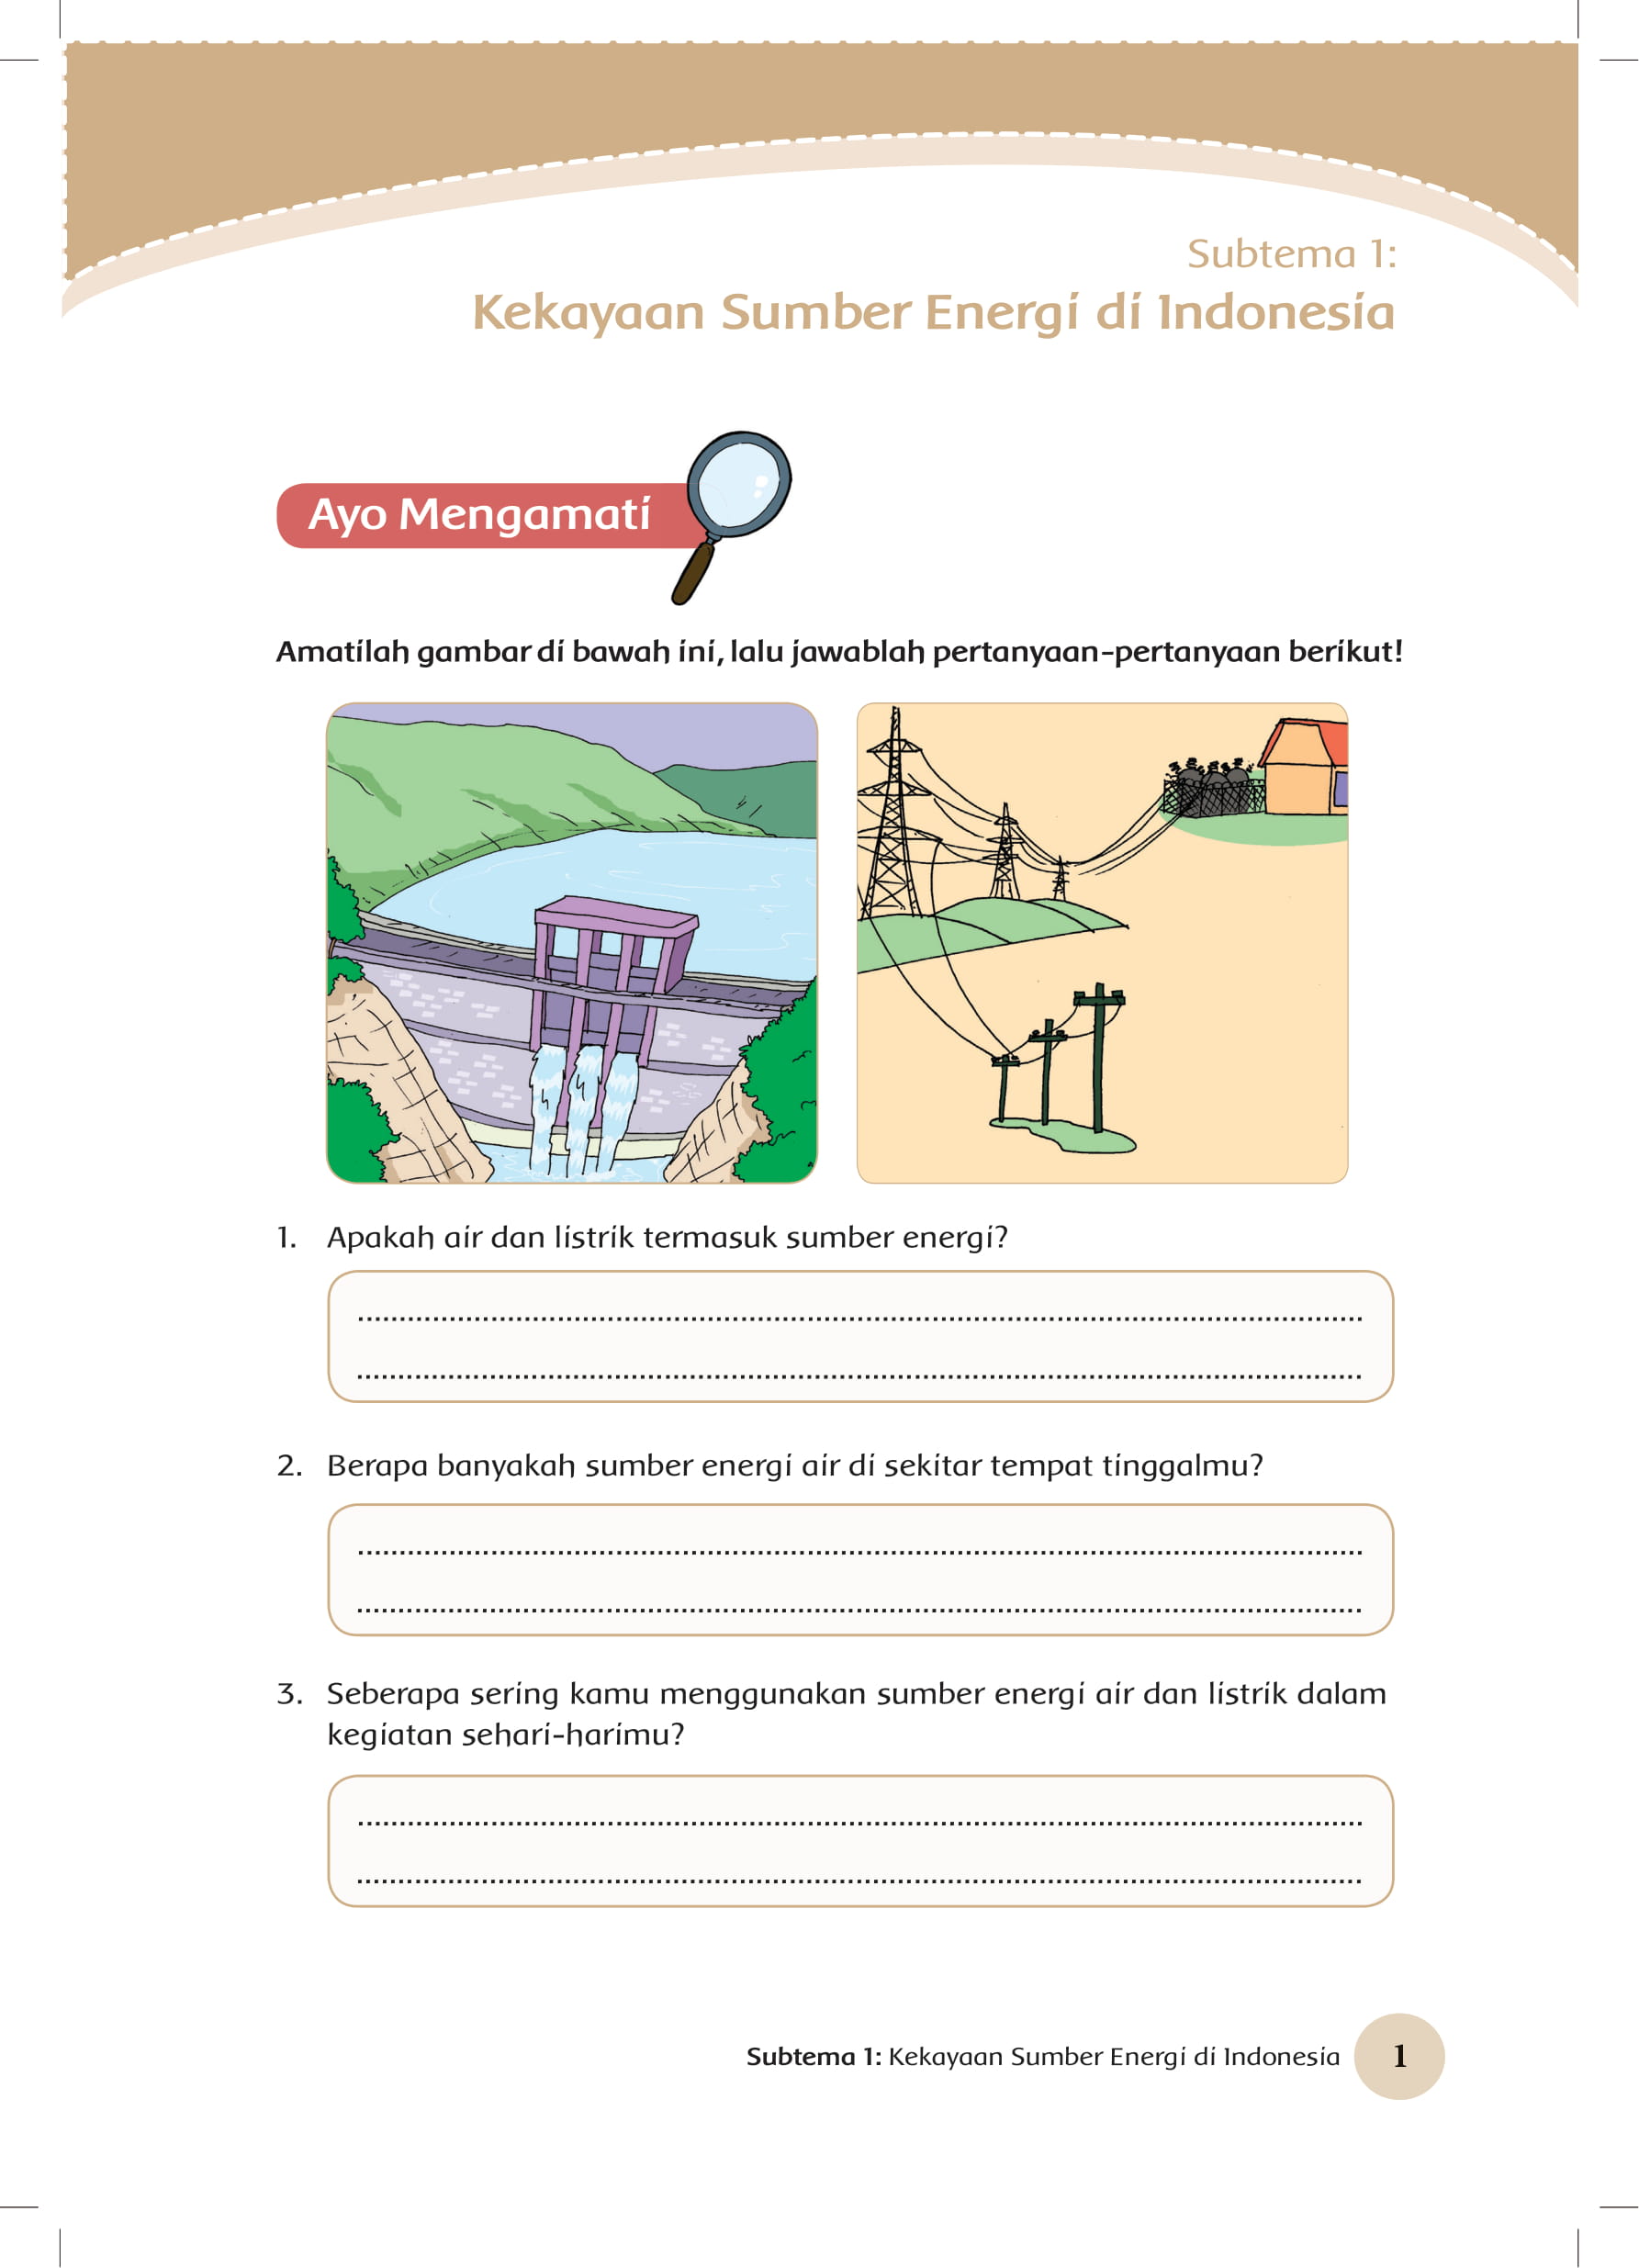 Subtema 1:
Kekayaan Sumber Energi di Indonesia
Ayo Mengamati
Amatilah gambar di bawah ini, lalu jawablah pertanyaan-pertanyaan berikut!
1. Apakah air dan listrik termasuk sumber energi?
2. Berapa banyakah sumber energi air di sekitar tempat tinggalmu?
3. Seberapa sering kamu menggunakan sumber energi air dan listrik dalam
kegiatan sehari-harimu?
Subtema 1: Kekayaan Sumber Energi di Indonesia 1